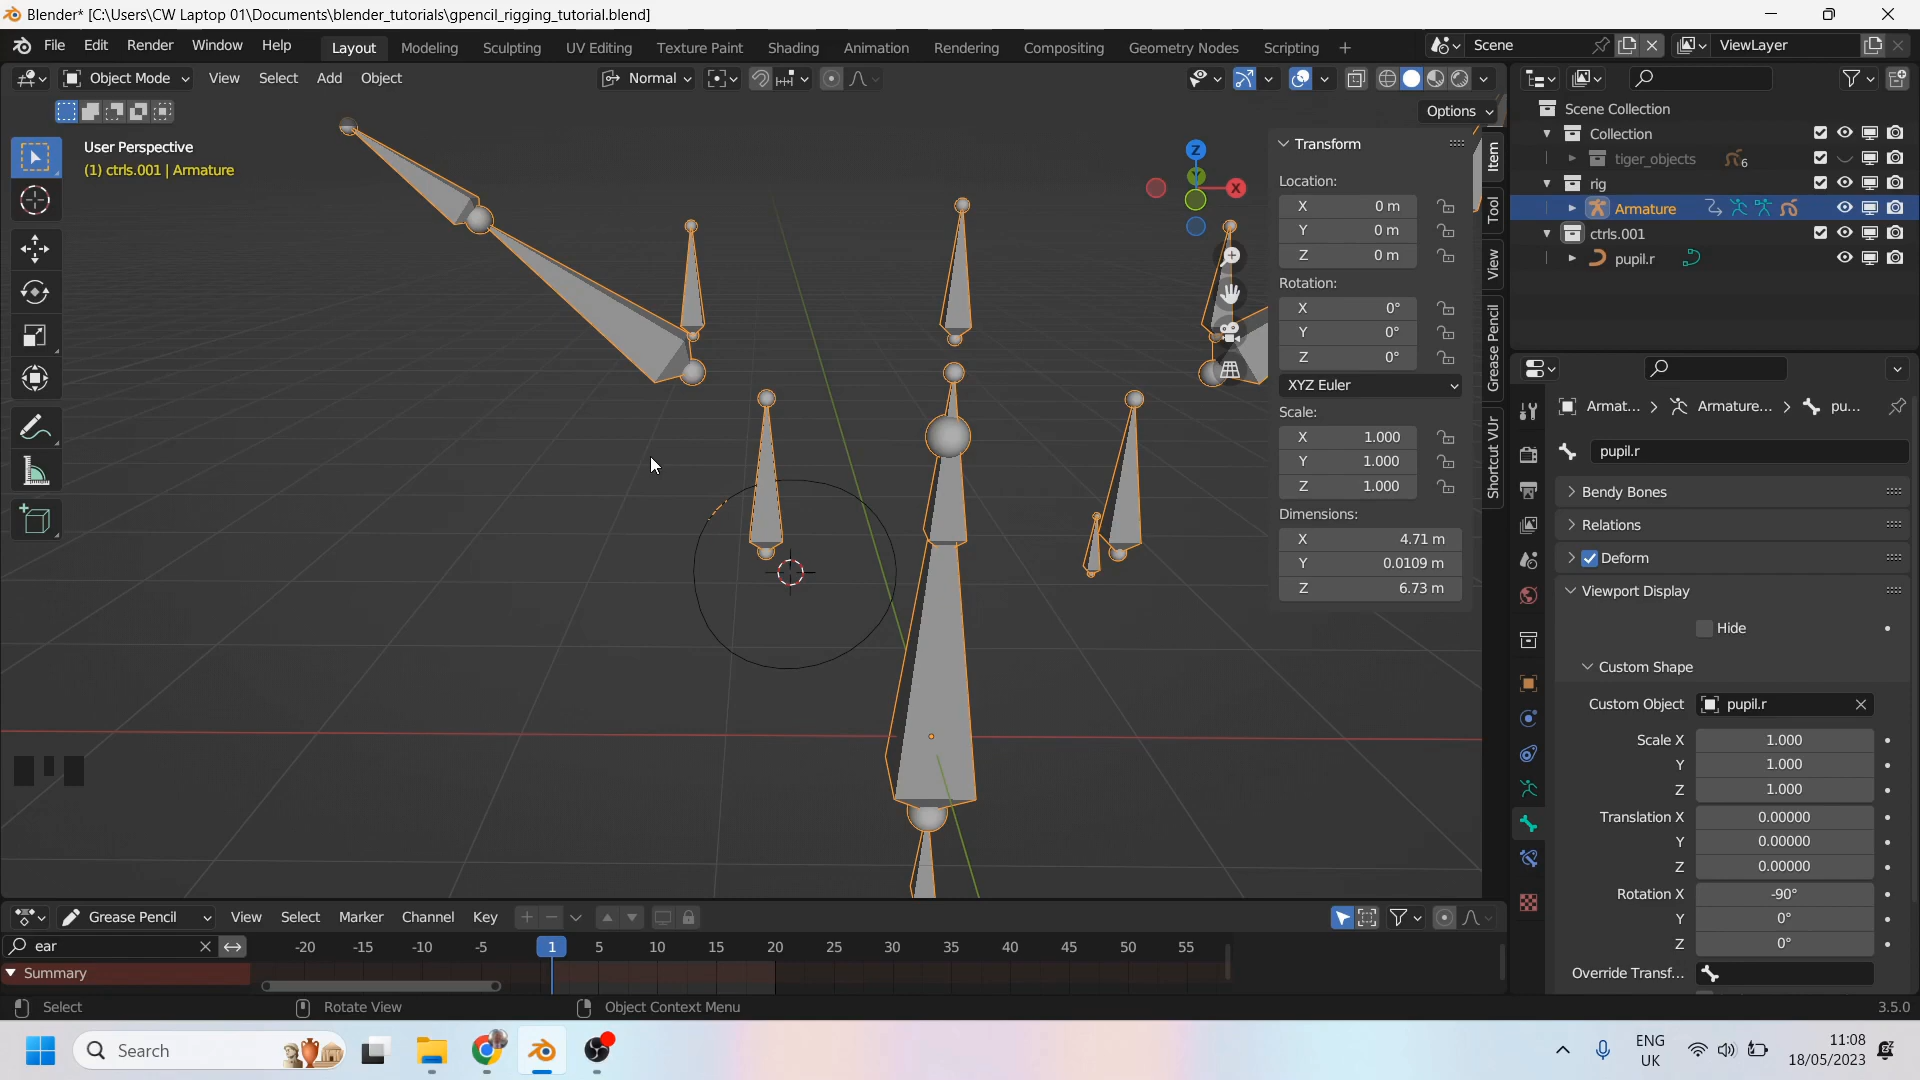 Blender* [C:\Users\CW Laptop 01\Documents\blender_tutorials\gpencil_rigging_tutorial.blend]
File Edit Render Window Help Layout Modeling Sculpting UV Editing Texture Paint Shading Animation Rendering Compositing Geometry Nodes Scripting Scene ViewLayer
Object Mode View Select Add Object Normal
Options
User Perspective
(1) ctrls.001 | Armature
Z
Y
X
Transform
Location:
X 0 m
Y 0 m
Z 0 m
Rotation:
X 0°
Y 0°
Z 0°
XYZ Euler
Scale:
X 1.000
Y 1.000
Z 1.000
Dimensions:
X 4.71 m
Y 0.0109 m
Z 6.73 m
Item
Tool
View
Grease Pencil
Shortcut VUr
Scene Collection
Collection
tiger_objects 6
rig
Armature
ctrls.001
pupil.r
Armat... Armature... pu...
pupil.r
Bendy Bones
Relations
Deform
Viewport Display
Hide
Custom Shape
Custom Object pupil.r
Scale X 1.000
Y 1.000
Z 1.000
Translation X 0.00000
Y 0.00000
Z 0.00000
Rotation X -90°
Y 0°
Z 0°
Override Transf...
Grease Pencil View Select Marker Channel Key
ear -20 -15 -10 -5 1 5 10 15 20 25 30 35 40 45 50 55
Summary
Select Rotate View Object Context Menu 3.5.0
Search
ENG
UK
11:08
18/05/2023